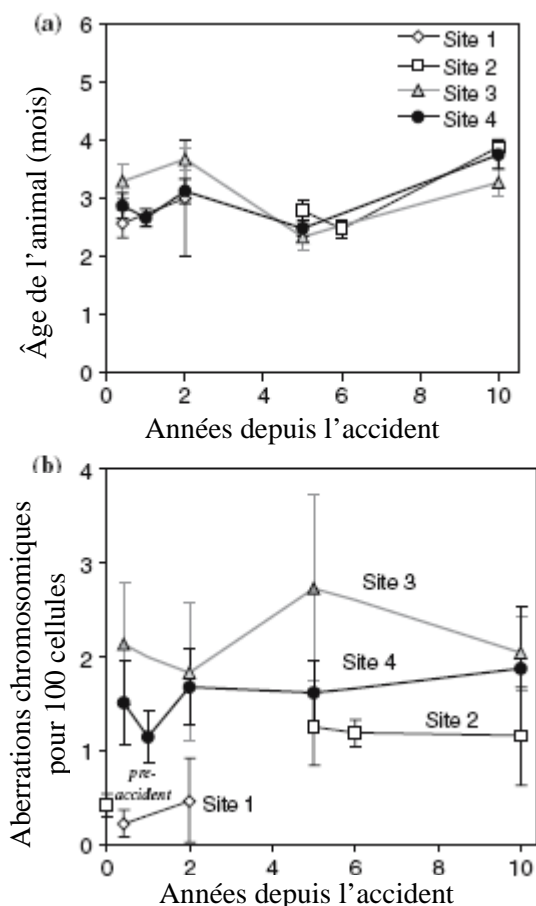 (a)
6
5
4
3
2
1
0
Site 1
Site 2
Site 3
Site 4
Âge de l’animal (mois)
0 2 4 6 8 10
Années depuis l’accident
(b)
4
3
2
1
0
Aberrations chromosomiques
pour 100 cellules
Site 3
Site 4
Site 2
pre-
accident
Site 1
0 2 4 6 8 10
Années depuis l’accident